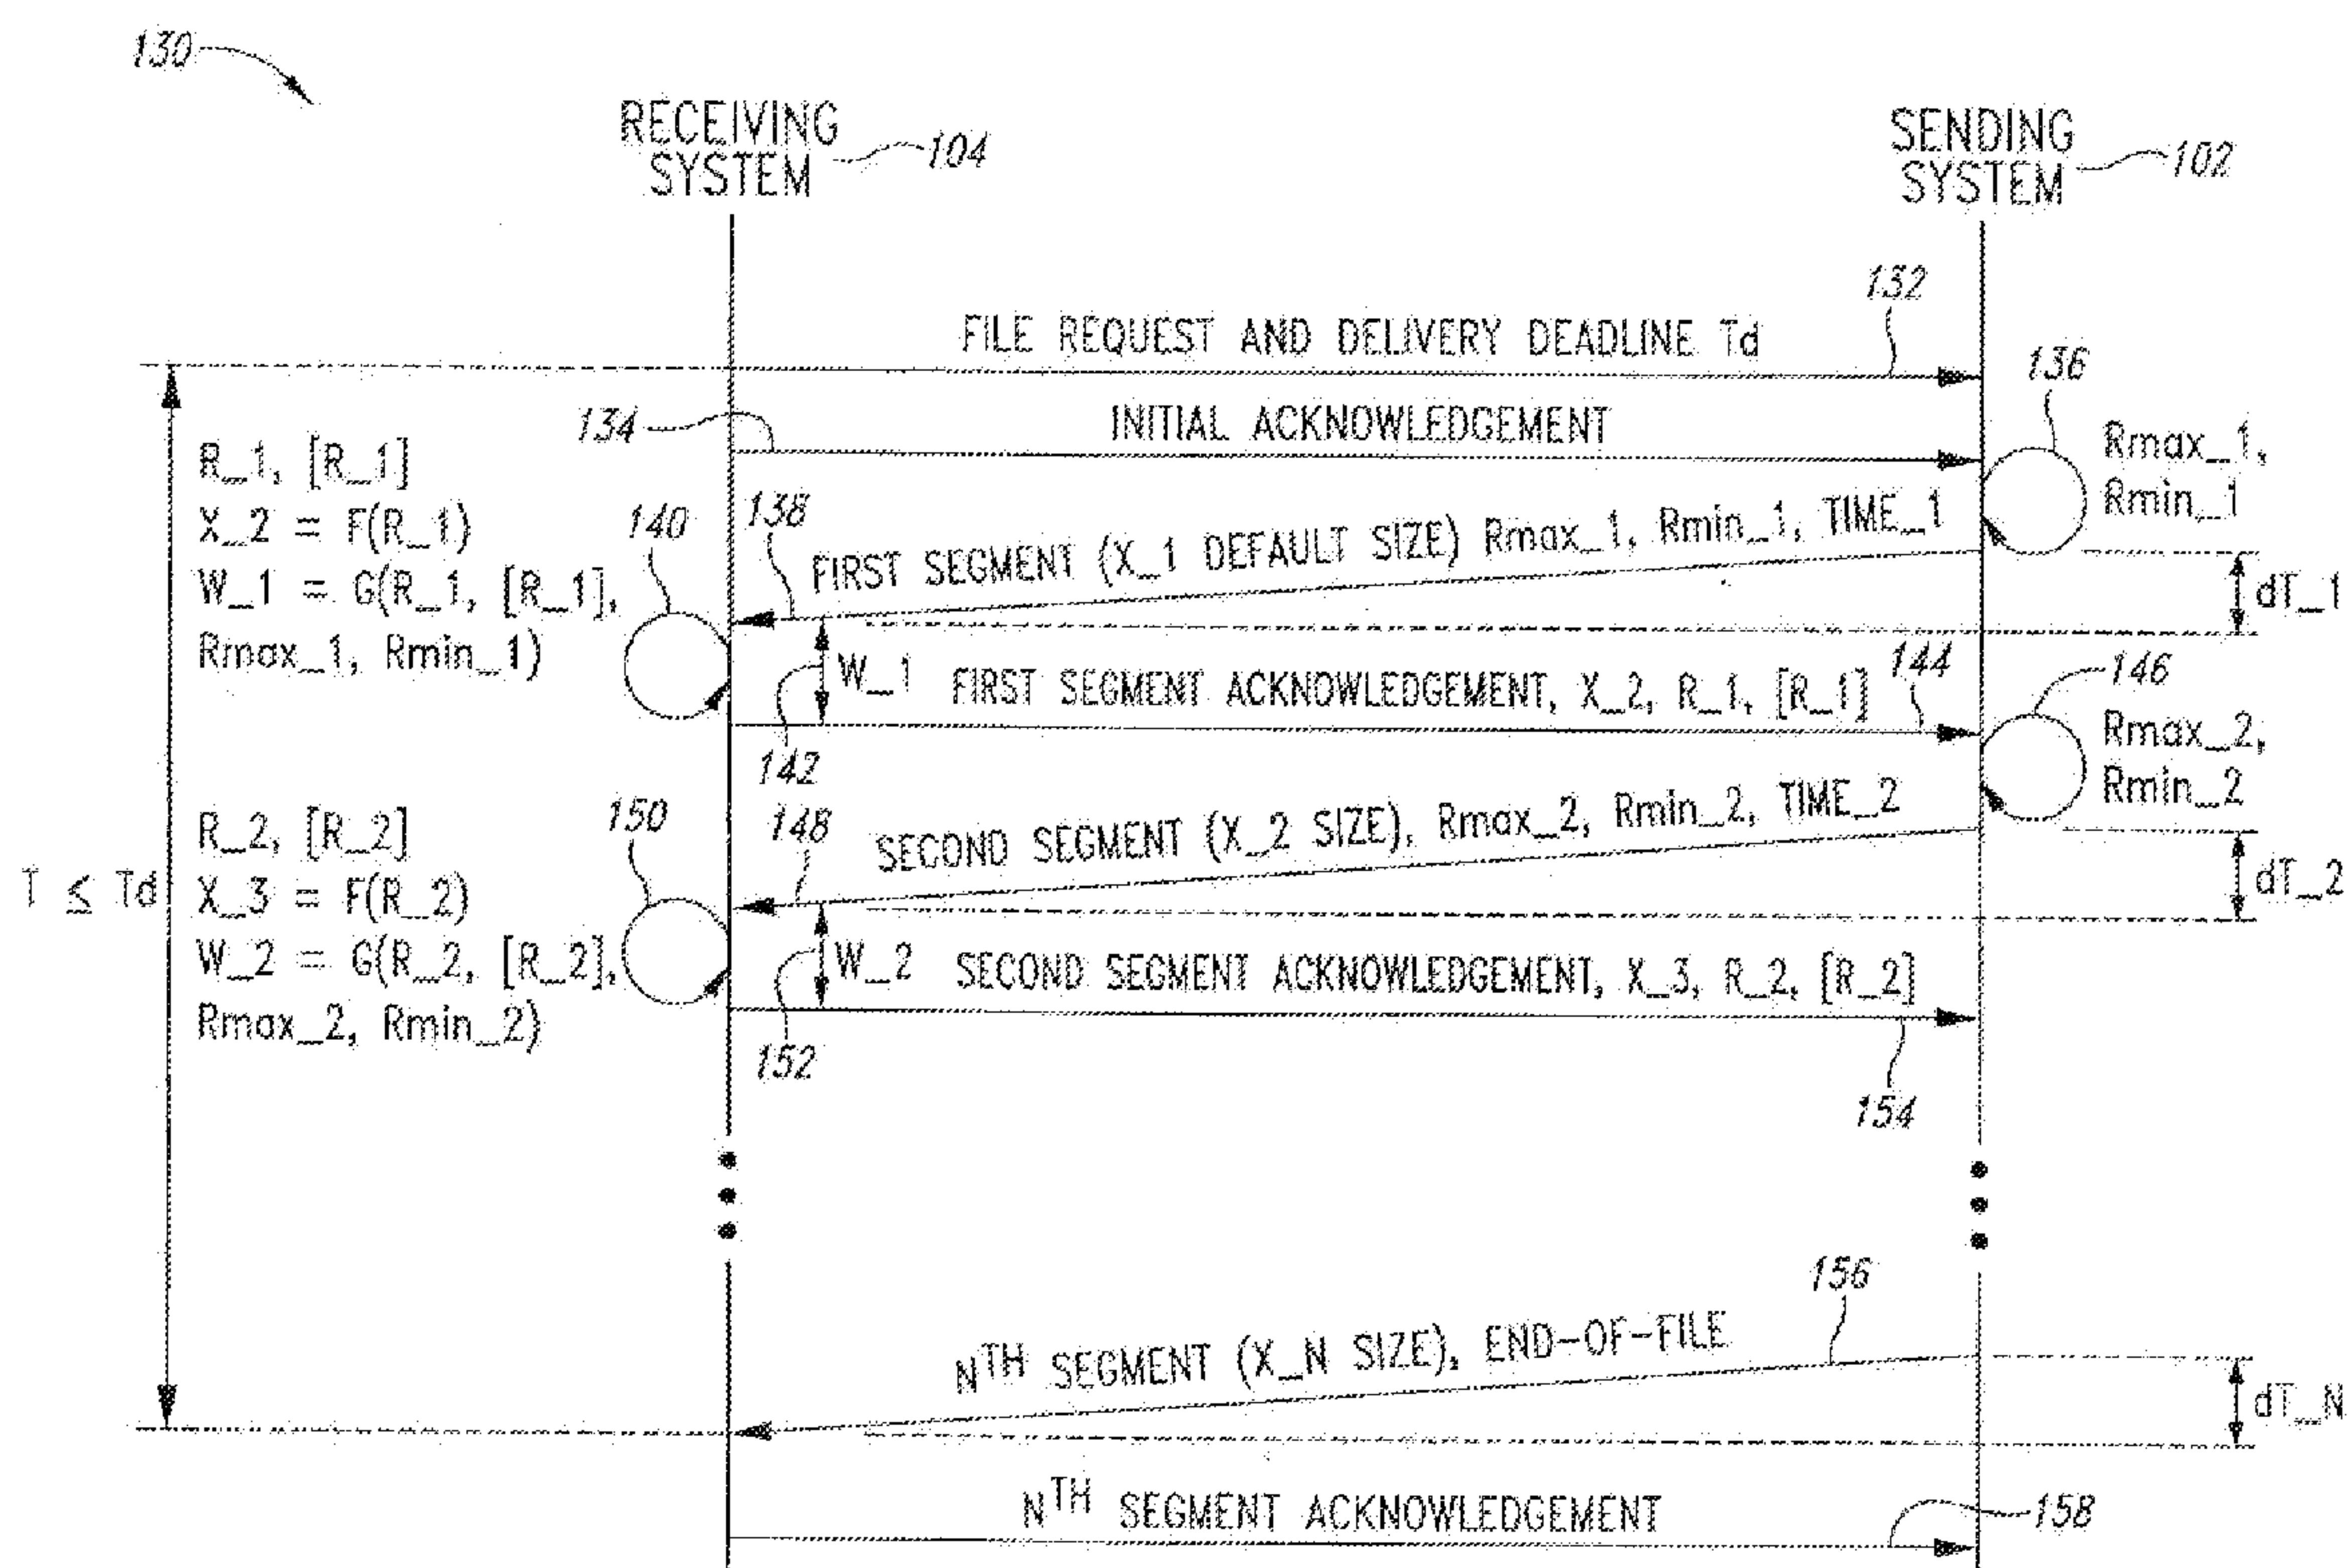 130
RECEIVING
SYSTEM
104
SENDING
SYSTEM
102
132
FILE REQUEST AND DELIVERY DEADLINE Td
136
134
INITIAL ACKNOWLEDGEMENT
Rmax_1,
Rmin_1
R_1, [R_1]
X_2 = F(R_1)
W_1 = G(R_1, [R_1],
Rmax_1, Rmin_1)
140
138
FIRST SEGMENT (X_1 DEFAULT SIZE) Rmax_1, Rmin_1, TIME_1
dT_1
W_1
142
144
FIRST SEGMENT ACKNOWLEDGEMENT, X_2, R_1, [R_1]
146
Rmax_2,
Rmin_2
T ≤ Td
R_2, [R_2]
X_3 = F(R_2)
W_2 = G(R_2, [R_2],
Rmax_2, Rmin_2)
150
148
SECOND SEGMENT (X_2 SIZE), Rmax_2, Rmin_2, TIME_2
dT_2
W_2
152
SECOND SEGMENT ACKNOWLEDGEMENT, X_3, R_2, [R_2]
154
156
NTH SEGMENT (X_N SIZE), END-OF-FILE
dT_N
NTH SEGMENT ACKNOWLEDGEMENT
158